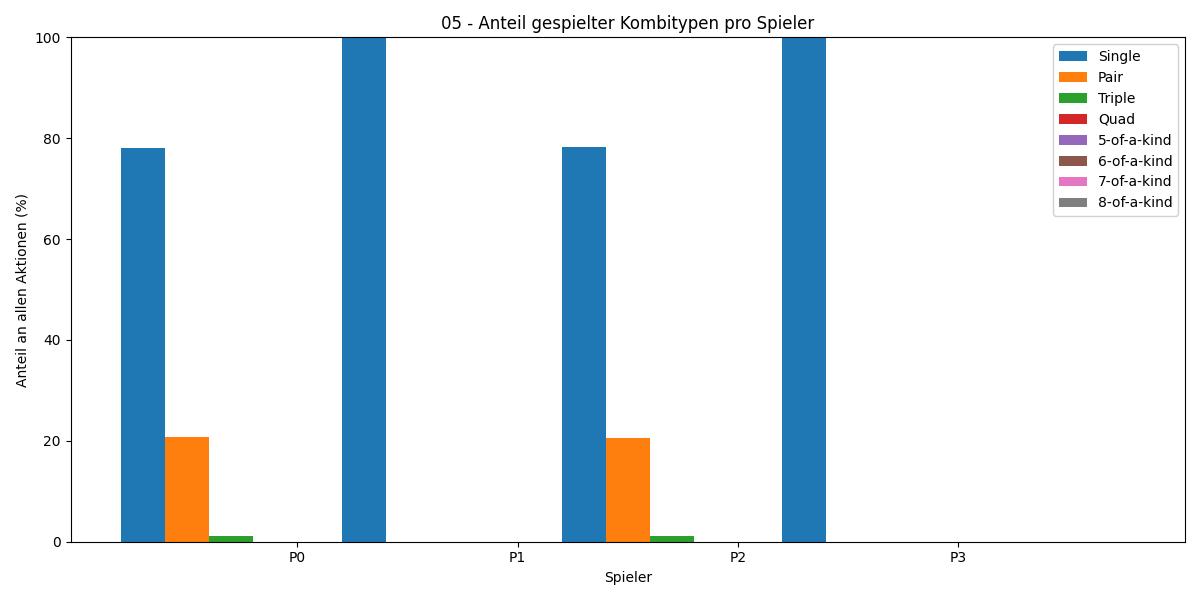 05 - Anteil gespielter Kombitypen pro Spieler
Anteil an allen Aktionen (%)
100
80
60
40
20
0
Single
Pair
Triple
Quad
5-of-a-kind
6-of-a-kind
7-of-a-kind
8-of-a-kind
P0 P1 P2 P3
Spieler